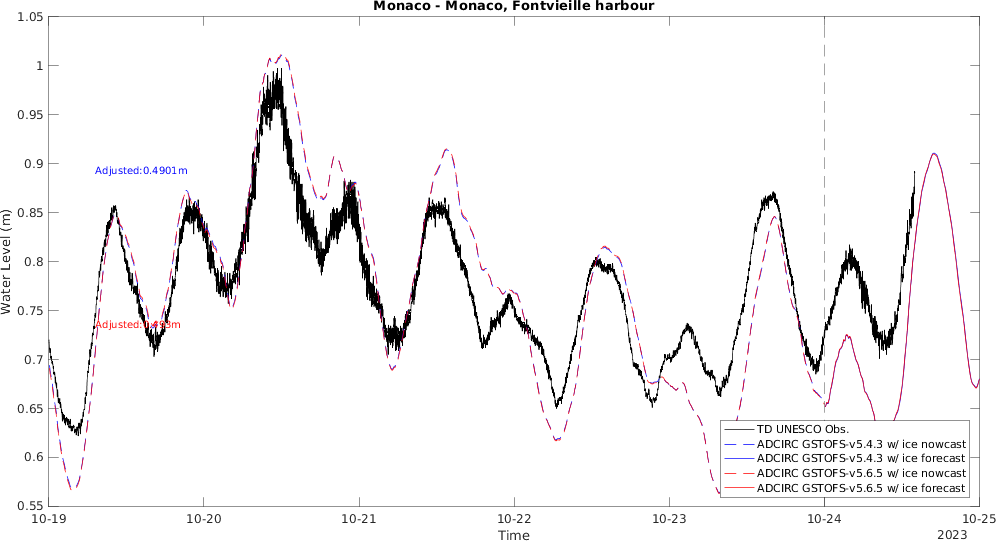 Monaco - Monaco, Fontvieille harbour
1.05
1
0.95
0.9
0.85
0.8
0.75
0.7
0.65
0.6
0.55
Water Level (m)
Adjusted:0.4901m
Adjusted:0.493m
TD UNESCO Obs.
ADCIRC GSTOFS-v5.4.3 w/ ice nowcast
ADCIRC GSTOFS-v5.4.3 w/ ice forecast
ADCIRC GSTOFS-v5.6.5 w/ ice nowcast
ADCIRC GSTOFS-v5.6.5 w/ ice forecast
10-19 10-20 10-21 10-22 10-23 10-24 10-25
Time
2023